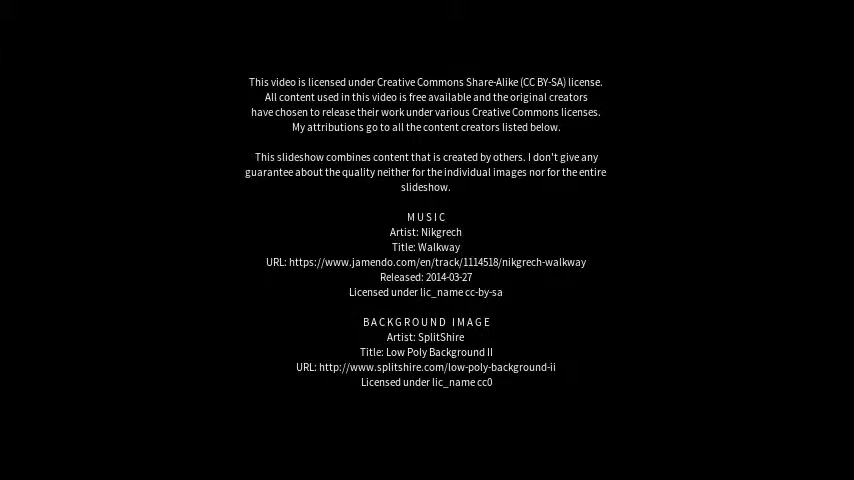 This video is licensed under Creative Commons Share-Alike (CC BY-SA) license.
All content used in this video is free available and the original creators
have chosen to release their work under various Creative Commons licenses.
My attributions go to all the content creators listed below.
This slideshow combines content that is created by others. I don't give any
guarantee about the quality neither for the individual images nor for the entire
slideshow.
MUSIC
Artist: Nikgrech
Title: Walkway
URL: https://www.jamendo.com/en/track/1114518/nikgrech-walkway
Released: 2014-03-27
Licensed under lic_name cc-by-sa
BACKGROUND IMAGE
Artist: SplitShire
Title: Low Poly Background II
URL: http://www.splitshire.com/low-poly-background-ii
Licensed under lic_name cc0